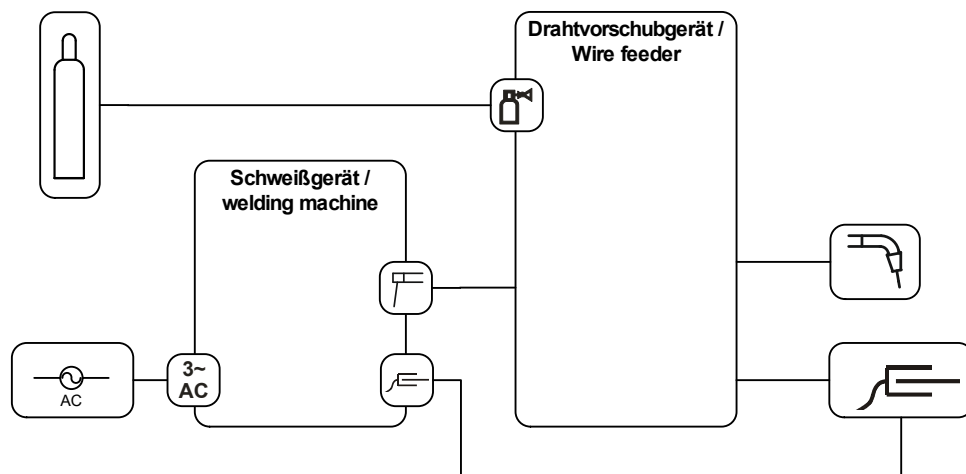 Drahtvorschubgerät /
Wire feeder
Schweißgerät /
welding machine
3~
AC
AC